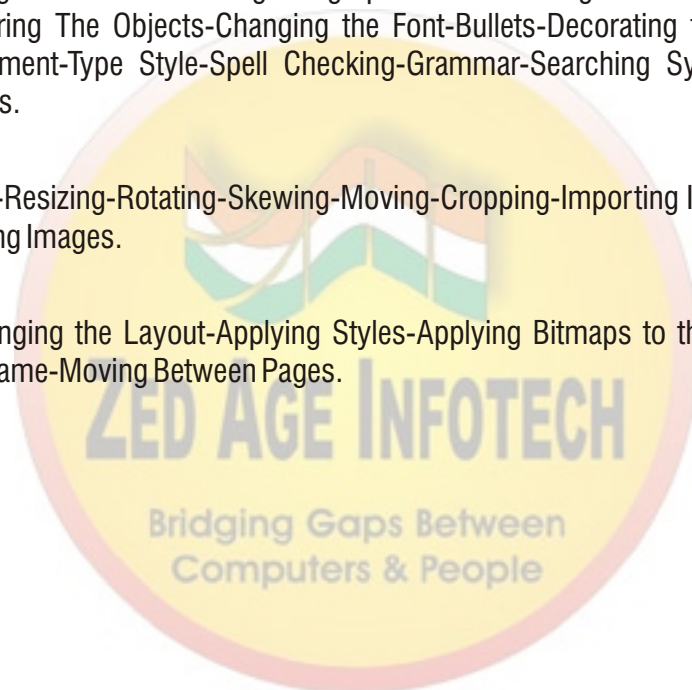 ring The Objects-Changing the Font-Bullets-Decorating
ment-Type Style-Spell Checking-Grammar-Searching
s.
-Resizing-Rotating-Skewing-Moving-Cropping-Importing
ng Images.
nging the Layout-Applying Styles-Applying Bitmaps to
ame-Moving Between Pages.
ZED AGE INFOTECH
Bridging Gaps Between
Computers & People